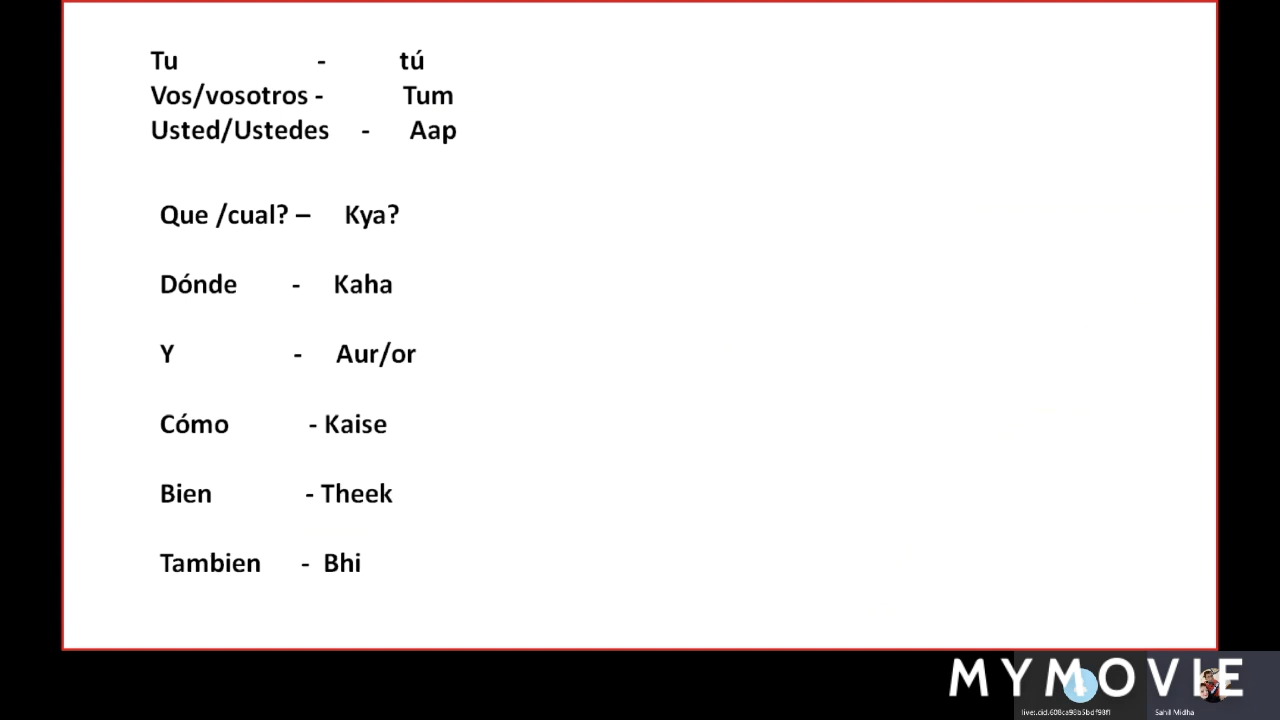 Tu - tú
Vos/vosotros - Tum
Usted/Ustedes - Aap
Que /cual? – Kya?
Dónde - Kaha
Y - Aur/or
Cómo - Kaise
Bien - Theek
Tambien - Bhi
MYMOVIE
Sahil Midha